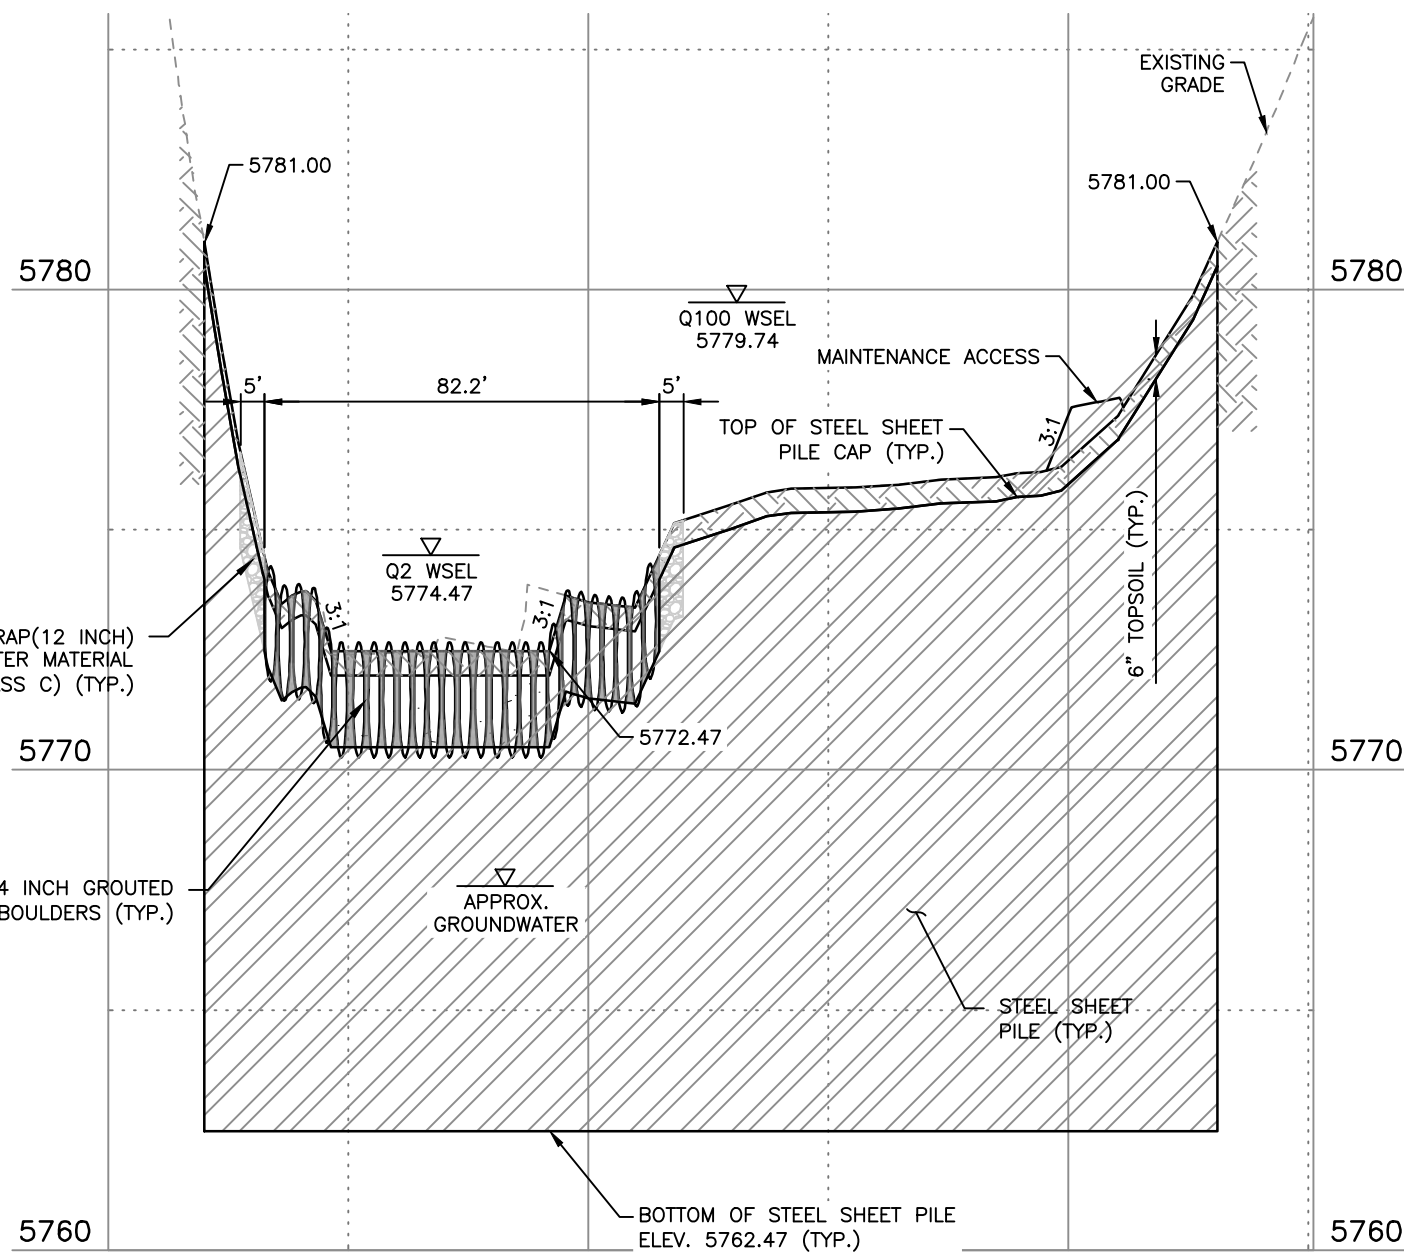 EXISTING
GRADE
5781.00
5781.00
5780
5780
Q100 WSEL
5779.74
MAINTENANCE ACCESS
5'
82.2'
5'
TOP OF STEEL SHEET
PILE CAP (TYP.)
3:1
6" TOPSOIL (TYP.)
Q2 WSEL
5774.47
3:1
3:1
RAP(12 INCH)
TER MATERIAL
SS C) (TYP.)
5772.47
5770
5770
4 INCH GROUTED
BOULDERS (TYP.)
APPROX.
GROUNDWATER
STEEL SHEET
PILE (TYP.)
BOTTOM OF STEEL SHEET PILE
ELEV. 5762.47 (TYP.)
5760
5760